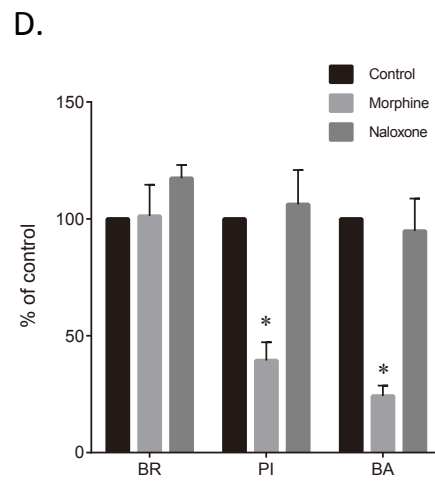 D.
Control
Morphine
Naloxone
150
100
50
0
% of control
*
*
BR PI BA